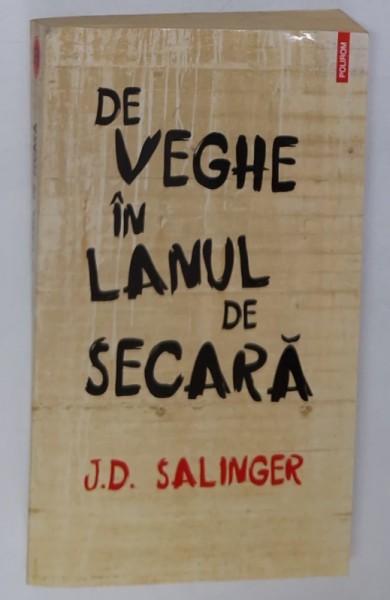 POLIROM
DE
VEGHE
ÎN
LANUL
DE
SECARĂ
J.D. SALINGER